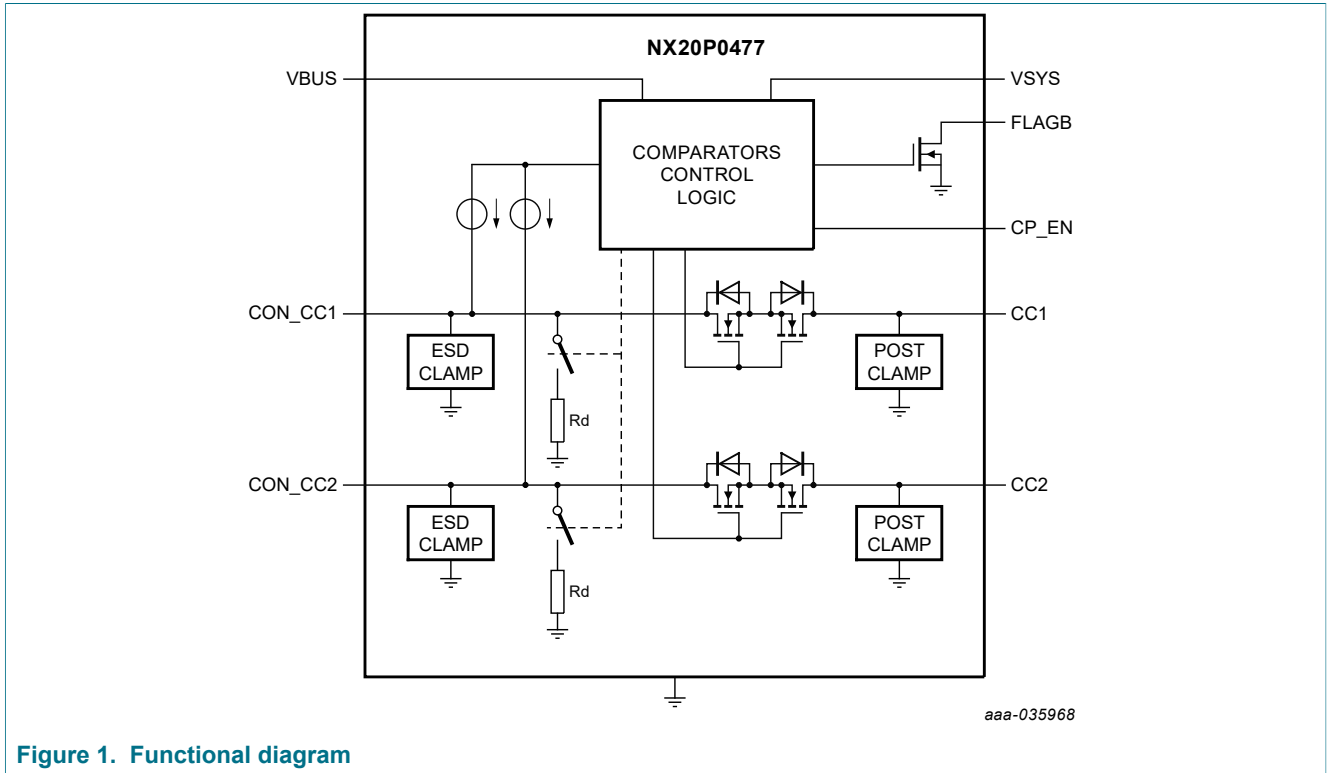 NX20P0477
VBUS
VSYS
FLAGB
COMPARATORS
CONTROL
LOGIC
CP_EN
CON_CC1
CC1
ESD
CLAMP
POST
CLAMP
Rd
CON_CC2
CC2
ESD
CLAMP
POST
CLAMP
Rd
aaa-035968
Figure 1. Functional diagram